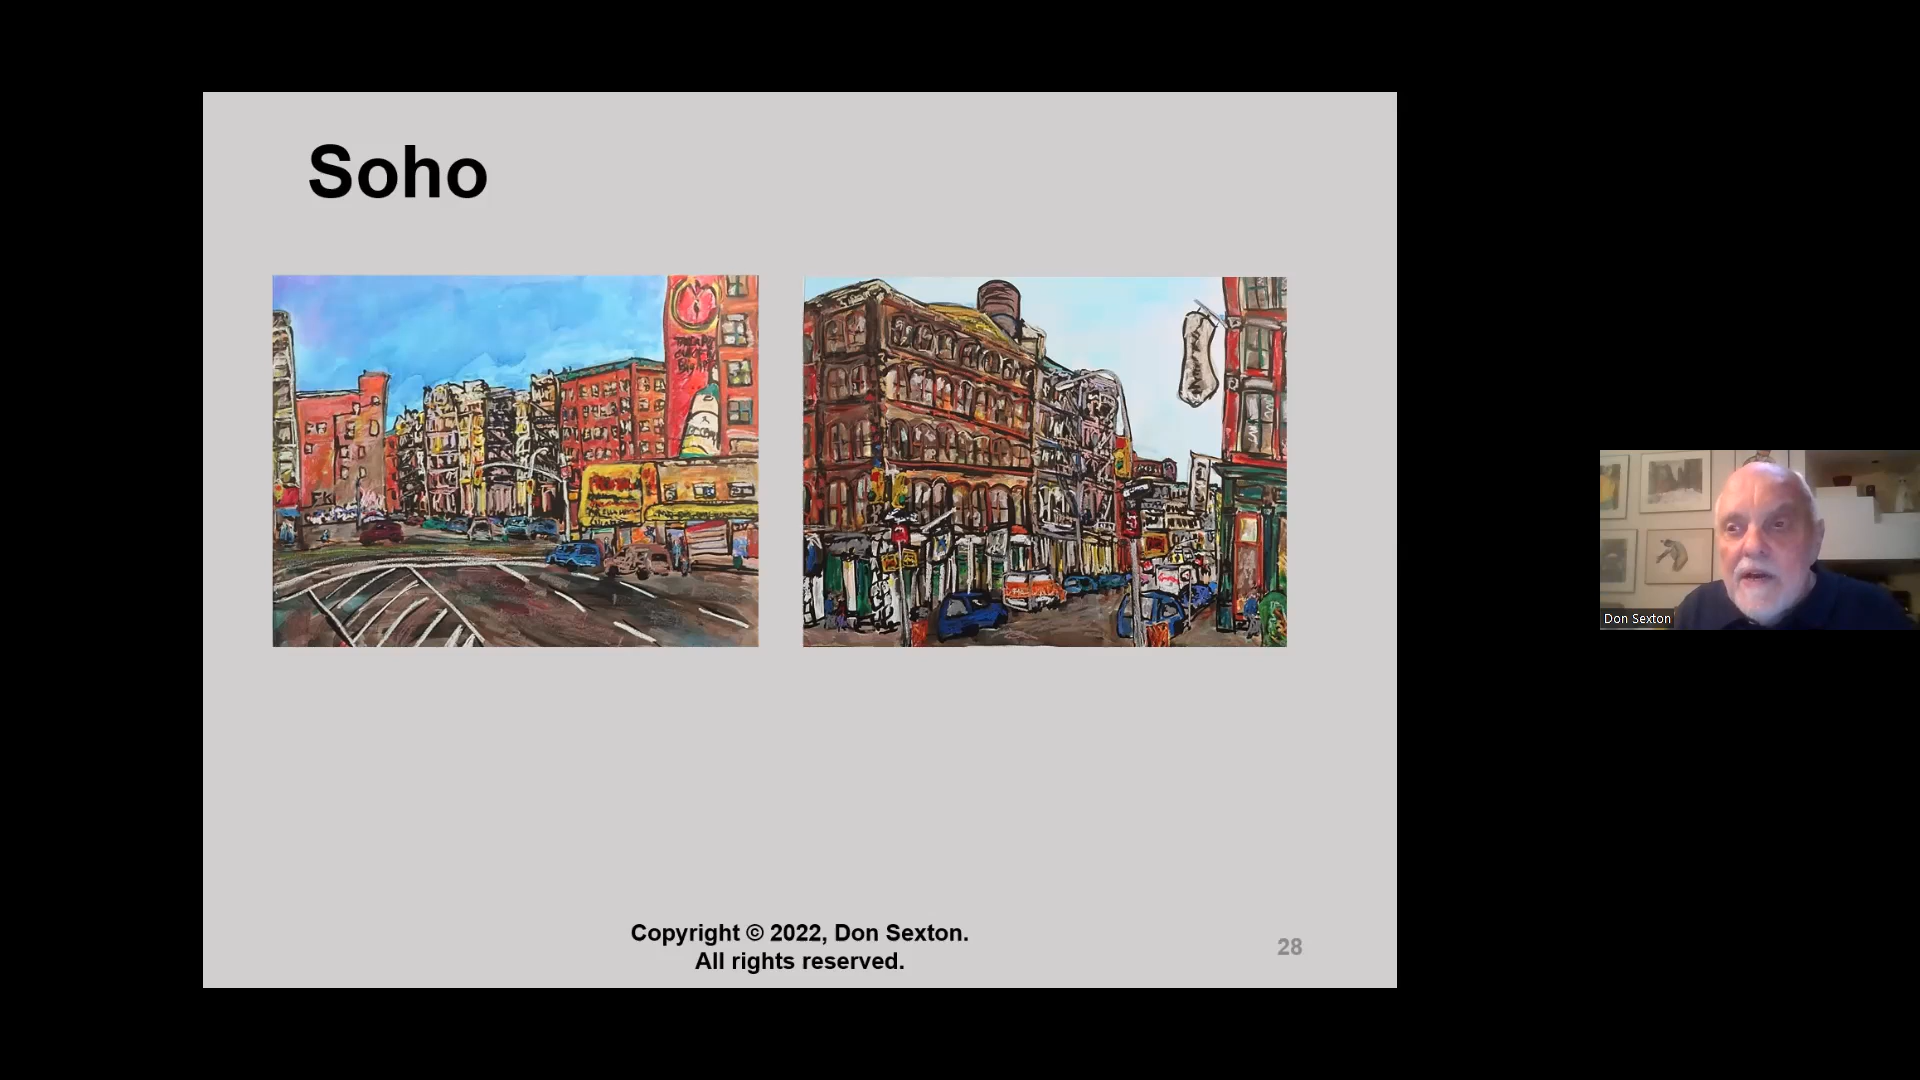 Soho
Copyright © 2022, Don Sexton.
All rights reserved.
28
Don Sexton